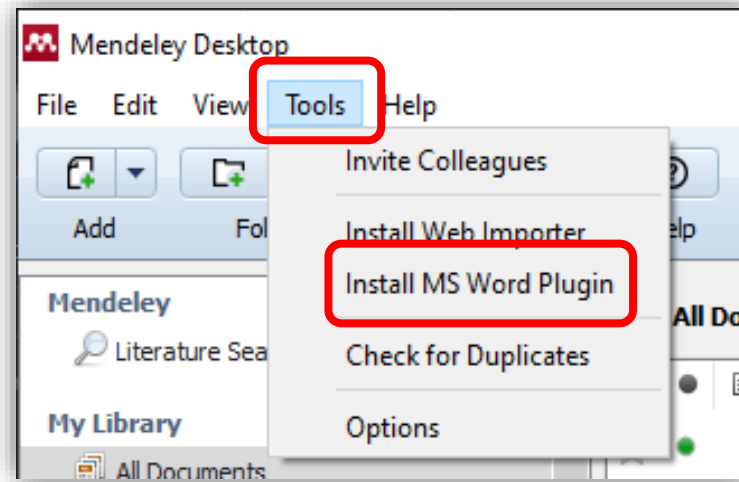 Mendeley Desktop
File Edit View Tools Help
Invite Colleagues
Add
Install Web Importer
Install MS Word Plugin
Mendeley
Literature Sea
Check for Duplicates
My Library
Options
All Documents